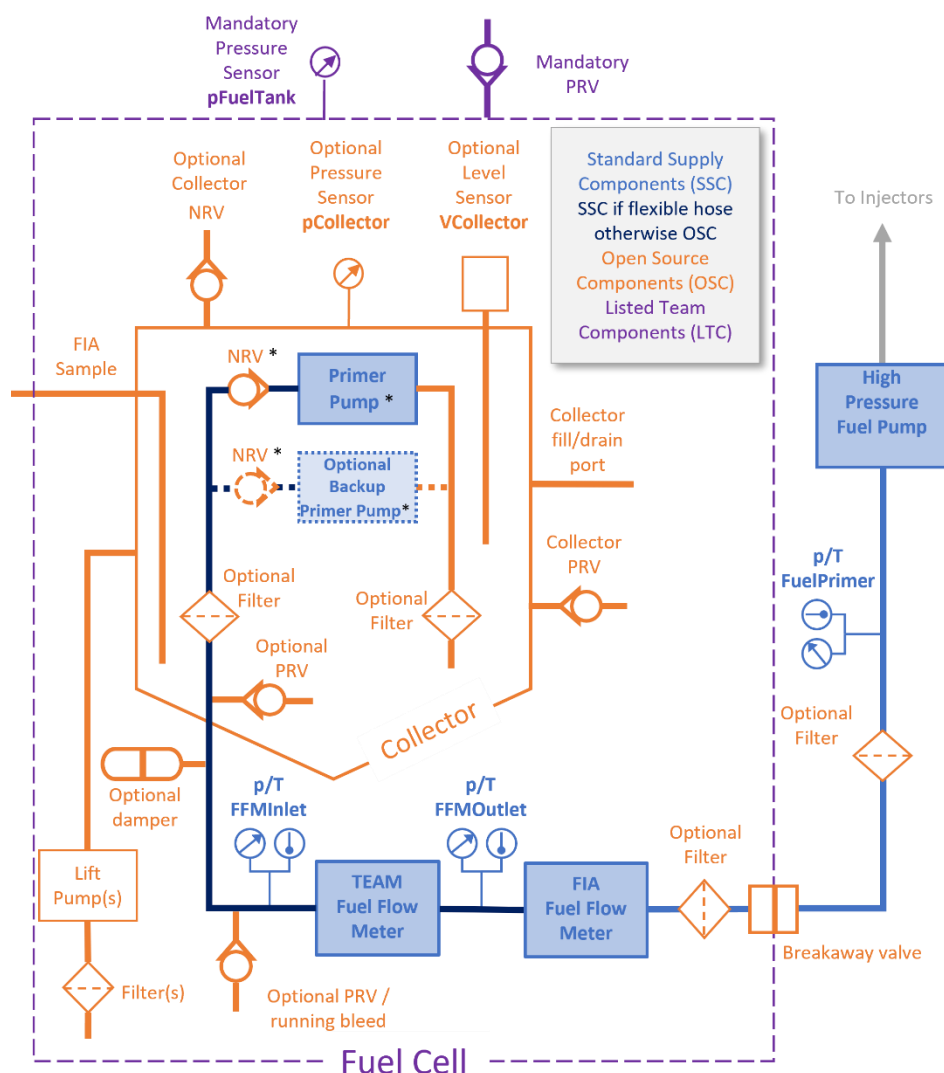 Mandatory
Pressure
Sensor
pFuelTank
Mandatory
PRV
Optional
Collector
NRV
Optional
Pressure
Sensor
pCollector
Optional
Level
Sensor
VCollector
Standard Supply
Components (SSC)
SSC if flexible hose
otherwise OSC
Open Source
Components (OSC)
Listed Team
Components (LTC)
To Injectors
FIA
Sample
NRV *
Primer
Pump *
High
Pressure
Fuel Pump
Collector
fill/drain
port
NRV *
Optional
Backup
Primer Pump*
Collector
PRV
p/T
FuelPrimer
Optional
Filter
Optional
Filter
Optional
PRV
Collector
Optional
Filter
Optional
damper
p/T
FFMInlet
p/T
FFMOutlet
Optional
Filter
Lift
Pump(s)
TEAM
Fuel Flow
Meter
FIA
Fuel Flow
Meter
Breakaway valve
Filter(s)
Optional PRV /
running bleed
Fuel Cell